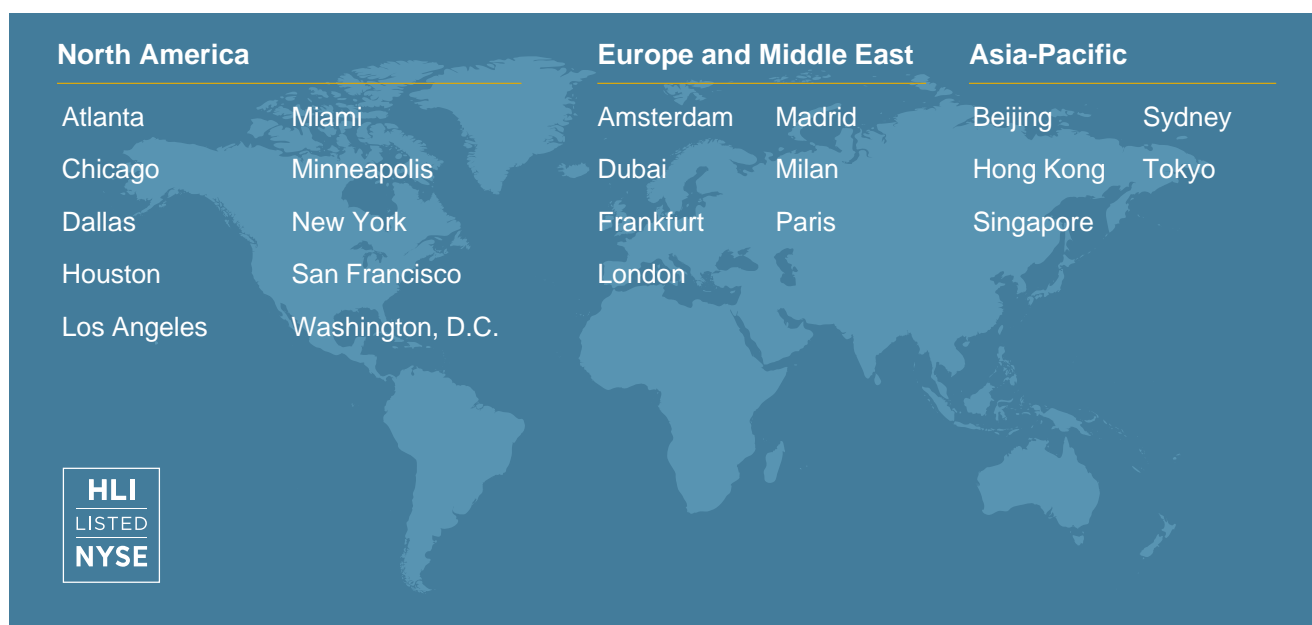 North America
Atlanta
Chicago
Dallas
Houston
Los Angeles
Miami
Minneapolis
New York
San Francisco
Washington, D.C.
Europe and Middle East
Amsterdam
Dubai
Frankfurt
London
Madrid
Milan
Paris
Asia-Pacific
Beijing
Hong Kong
Singapore
Sydney
Tokyo
HLI
LISTED
NYSE